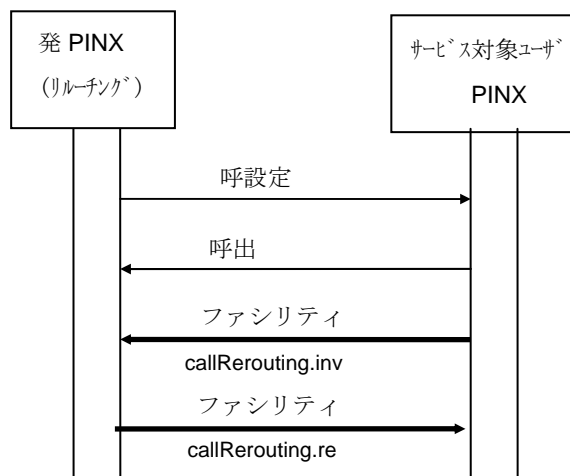 発 PINX
(ﾘﾙｰﾁﾝｸﾞ)
ｻｰﾋﾞｽ対象ﾕｰｻﾞ
PINX
呼設定
呼出
ファシリティ
callRerouting.inv
ファシリティ
callRerouting.re